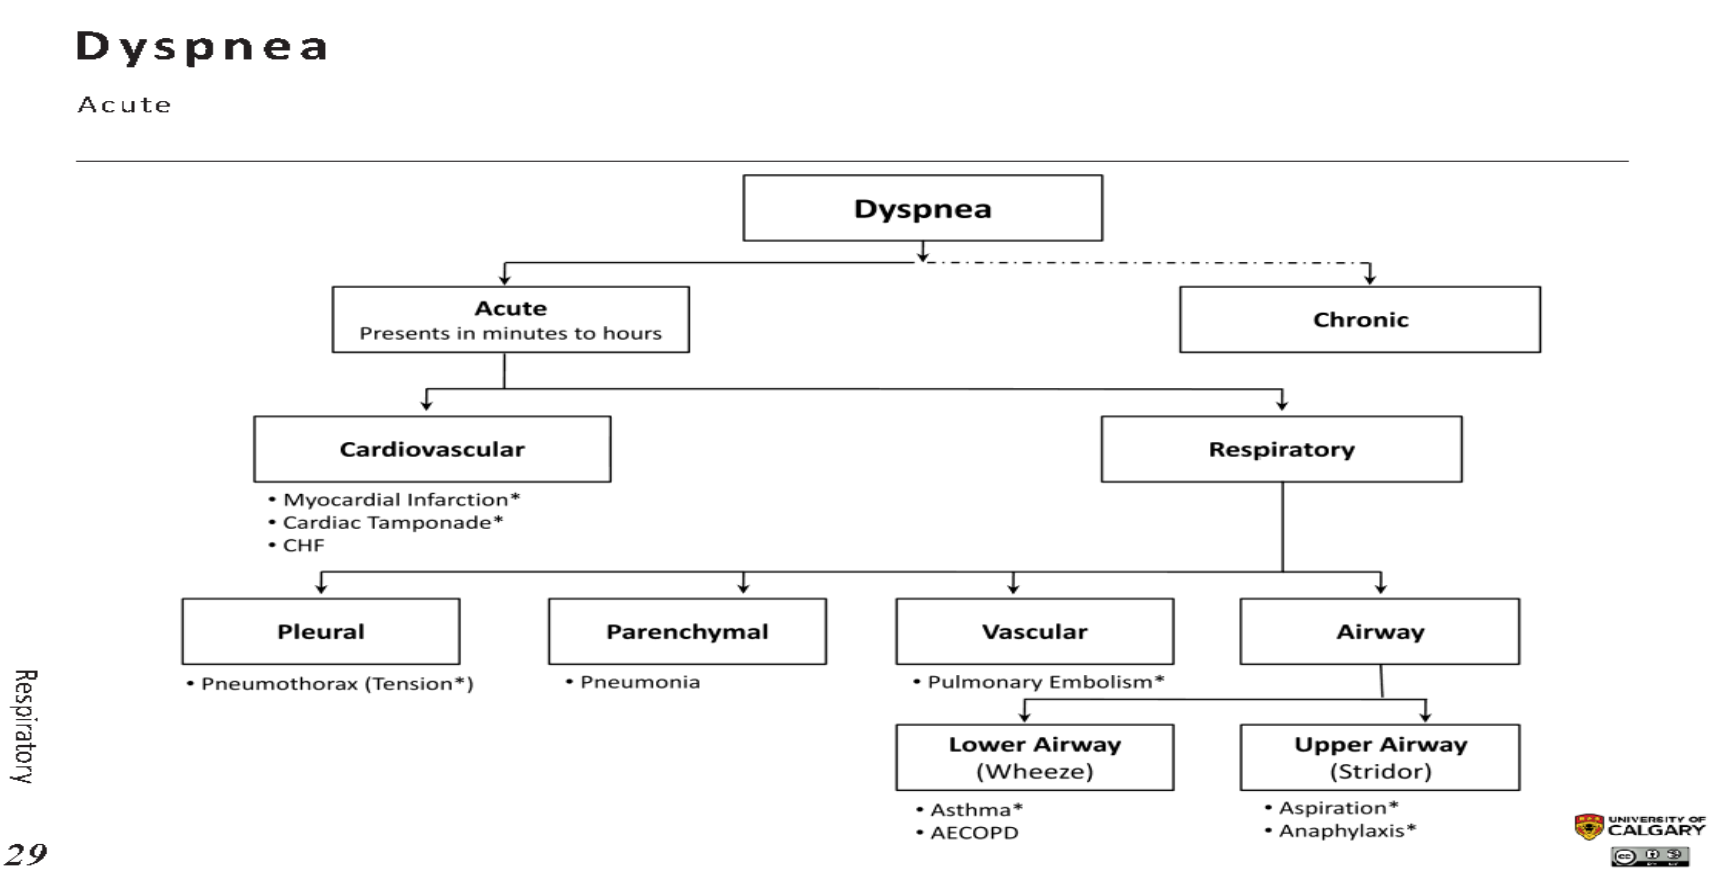 Dyspnea
Acute
Dyspnea
Acute
Presents in minutes to hours
Chronic
Cardiovascular
Respiratory
• Myocardial Infarction*
• Cardiac Tamponade*
• CHF
Pleural
Parenchymal
Vascular
Airway
• Pneumothorax (Tension*)
• Pneumonia
• Pulmonary Embolism*
Lower Airway
(Wheeze)
Upper Airway
(Stridor)
• Asthma*
• AECOPD
• Aspiration*
• Anaphylaxis*
Respiratory
29
UNIVERSITY OF
CALGARY
cc